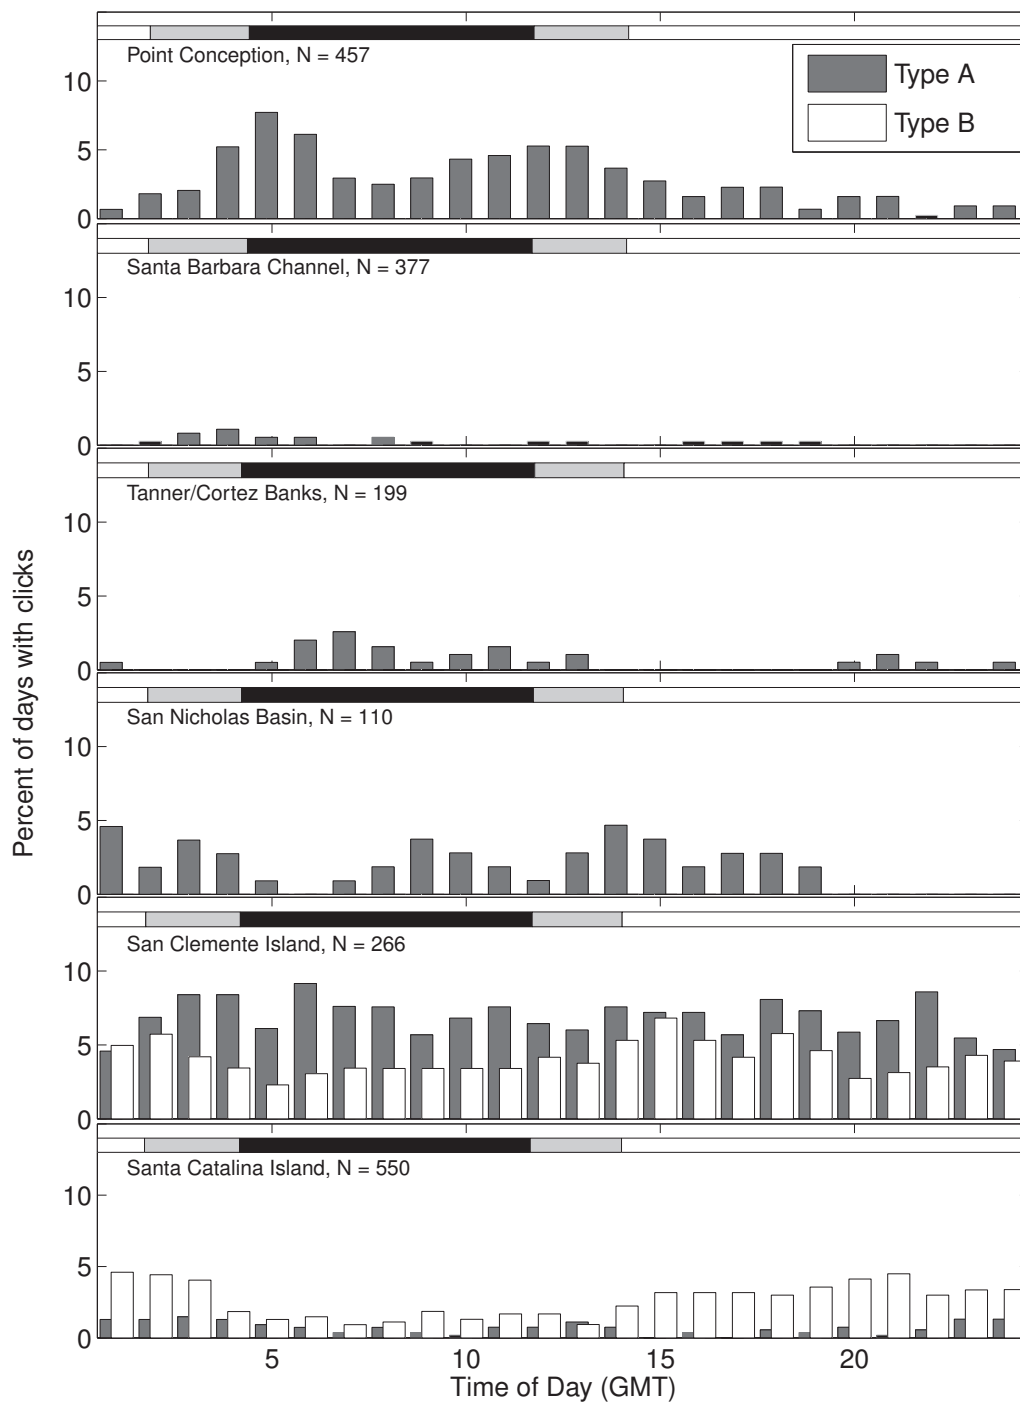 Point Conception, N = 457
Type A
Type B
10
5
0
Santa Barbara Channel, N = 377
10
5
0
Tanner/Cortez Banks, N = 199
10
5
0
San Nicholas Basin, N = 110
10
5
0
San Clemente Island, N = 266
10
5
0
Santa Catalina Island, N = 550
10
5
0
5 10 15 20
Time of Day (GMT)
Percent of days with clicks